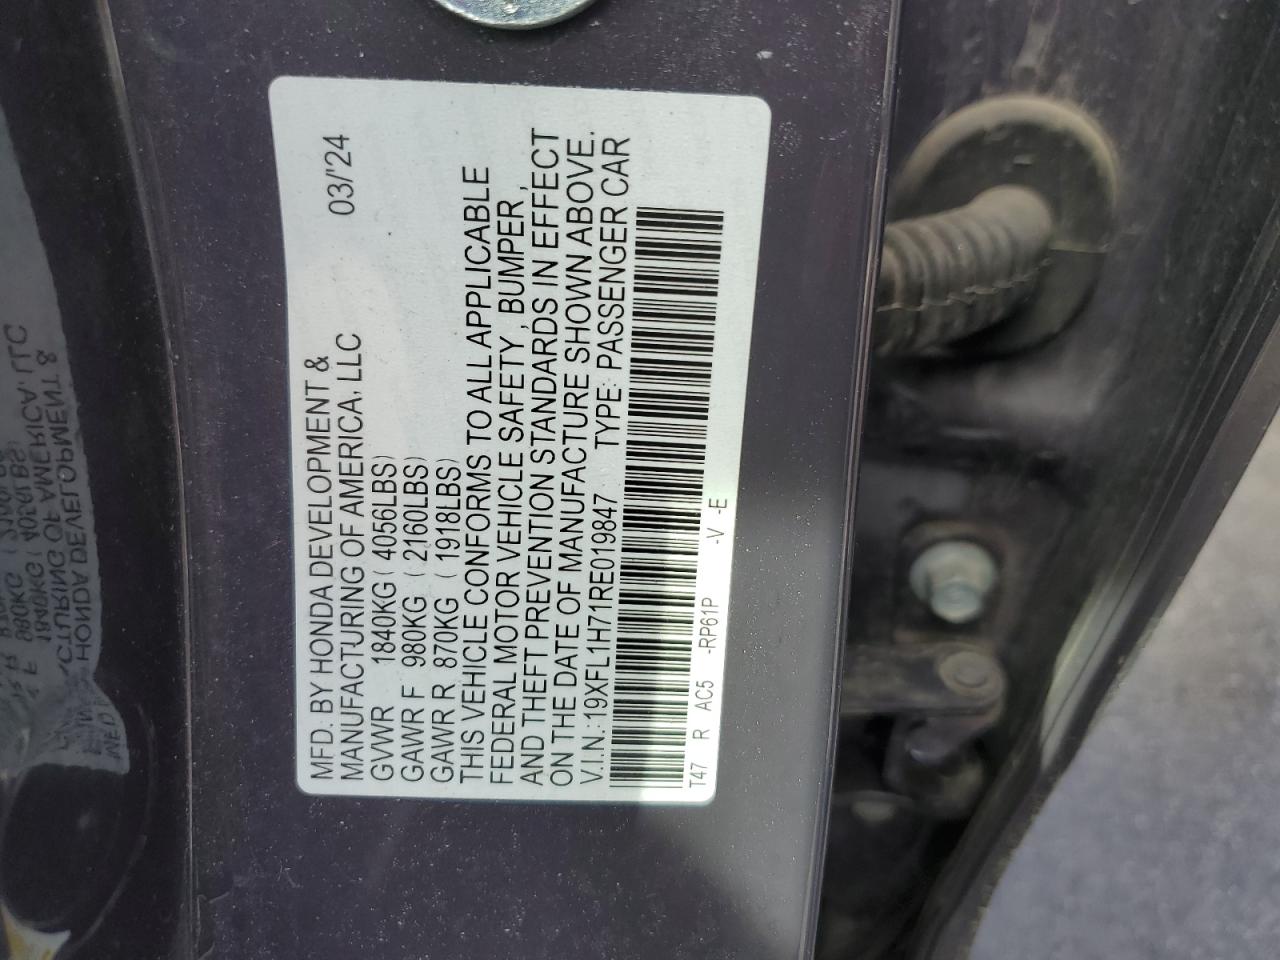 MFD. BY HONDA DEVELOPMENT &
MANUFACTURING OF AMERICA, LLC 03/'24
GVWR 1840KG (4056LBS)
GAWR F 980KG (2160LBS)
GAWR R 870KG (1918LBS)
THIS VEHICLE CONFORMS TO ALL APPLICABLE
FEDERAL MOTOR VEHICLE SAFETY, BUMPER,
AND THEFT PREVENTION STANDARDS IN EFFECT
ON THE DATE OF MANUFACTURE SHOWN ABOVE.
V.I.N.:19XFL1H71RE019847 TYPE: PASSENGER CAR
T47 R AC5 -RP61P -V -E